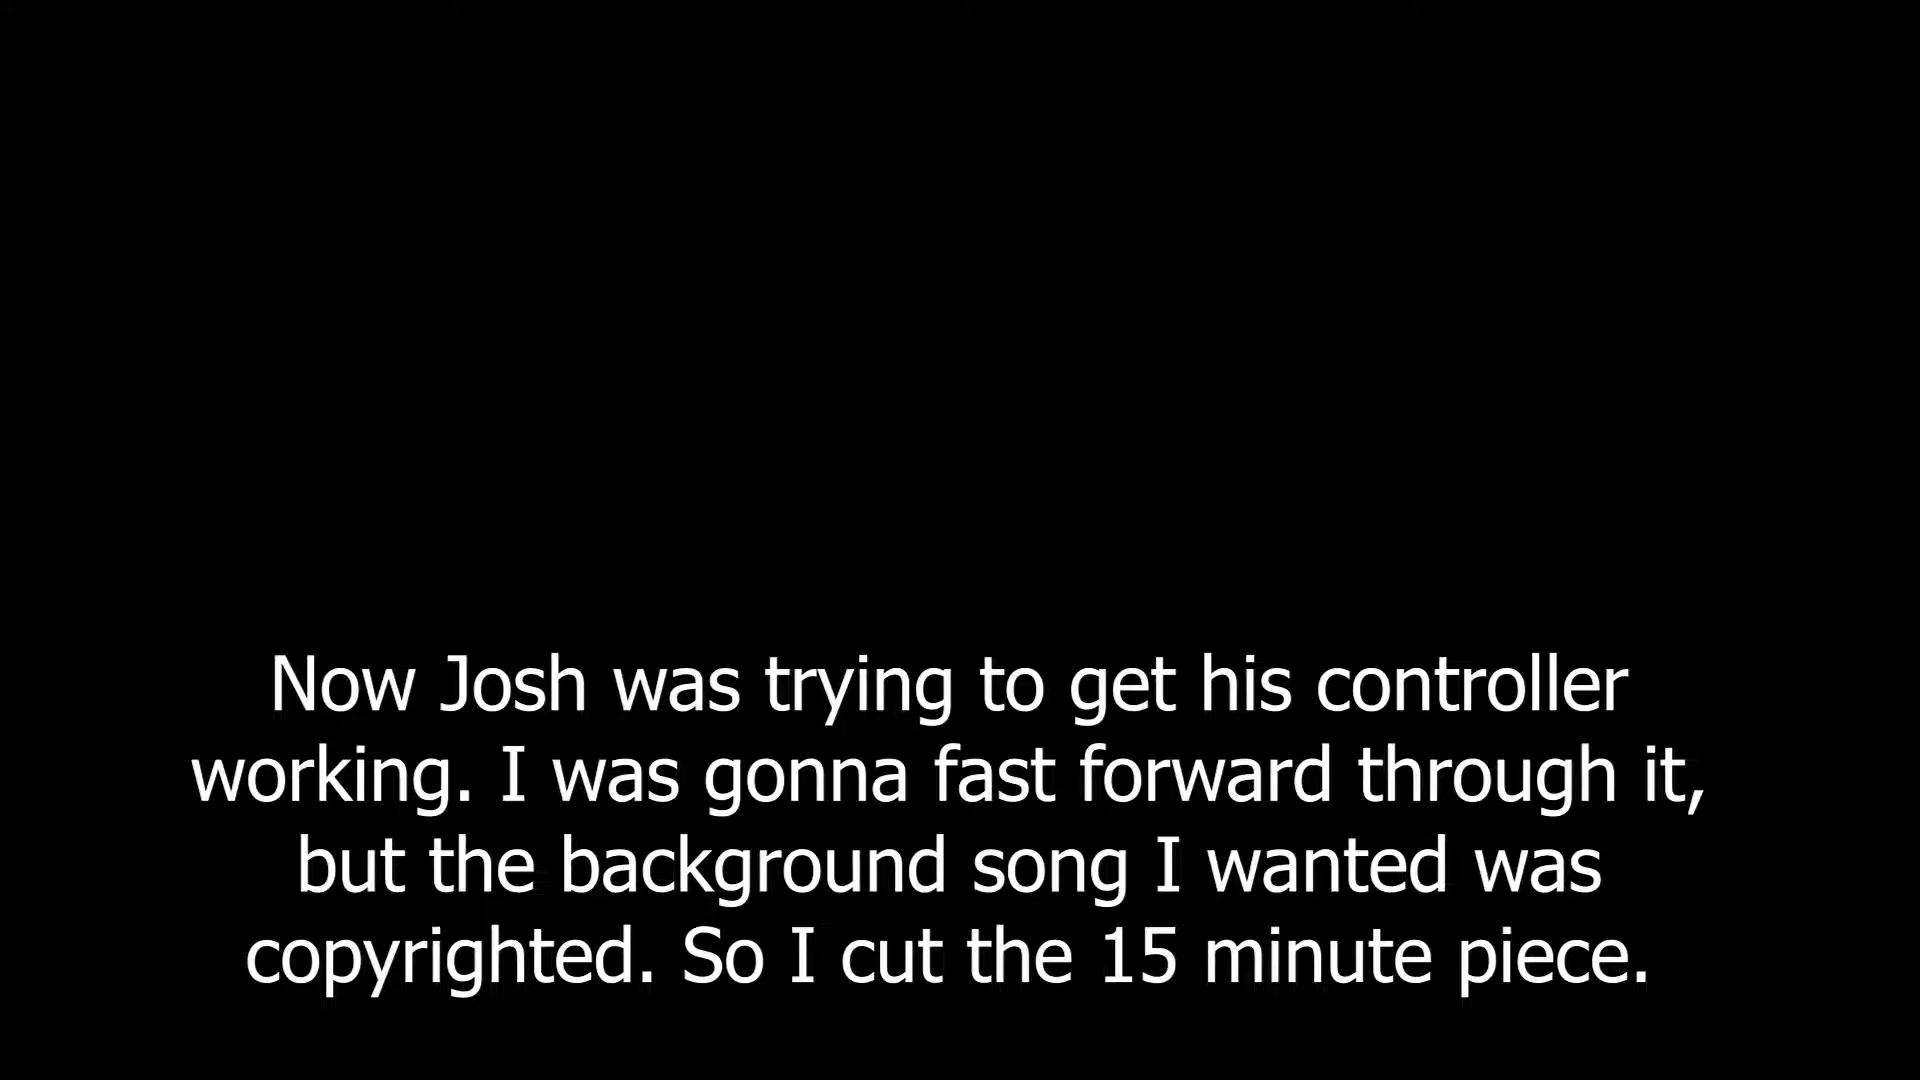 Now Josh was trying to get his controller
working. I was gonna fast forward through it,
but the background song I wanted was
copyrighted. So I cut the 15 minute piece.